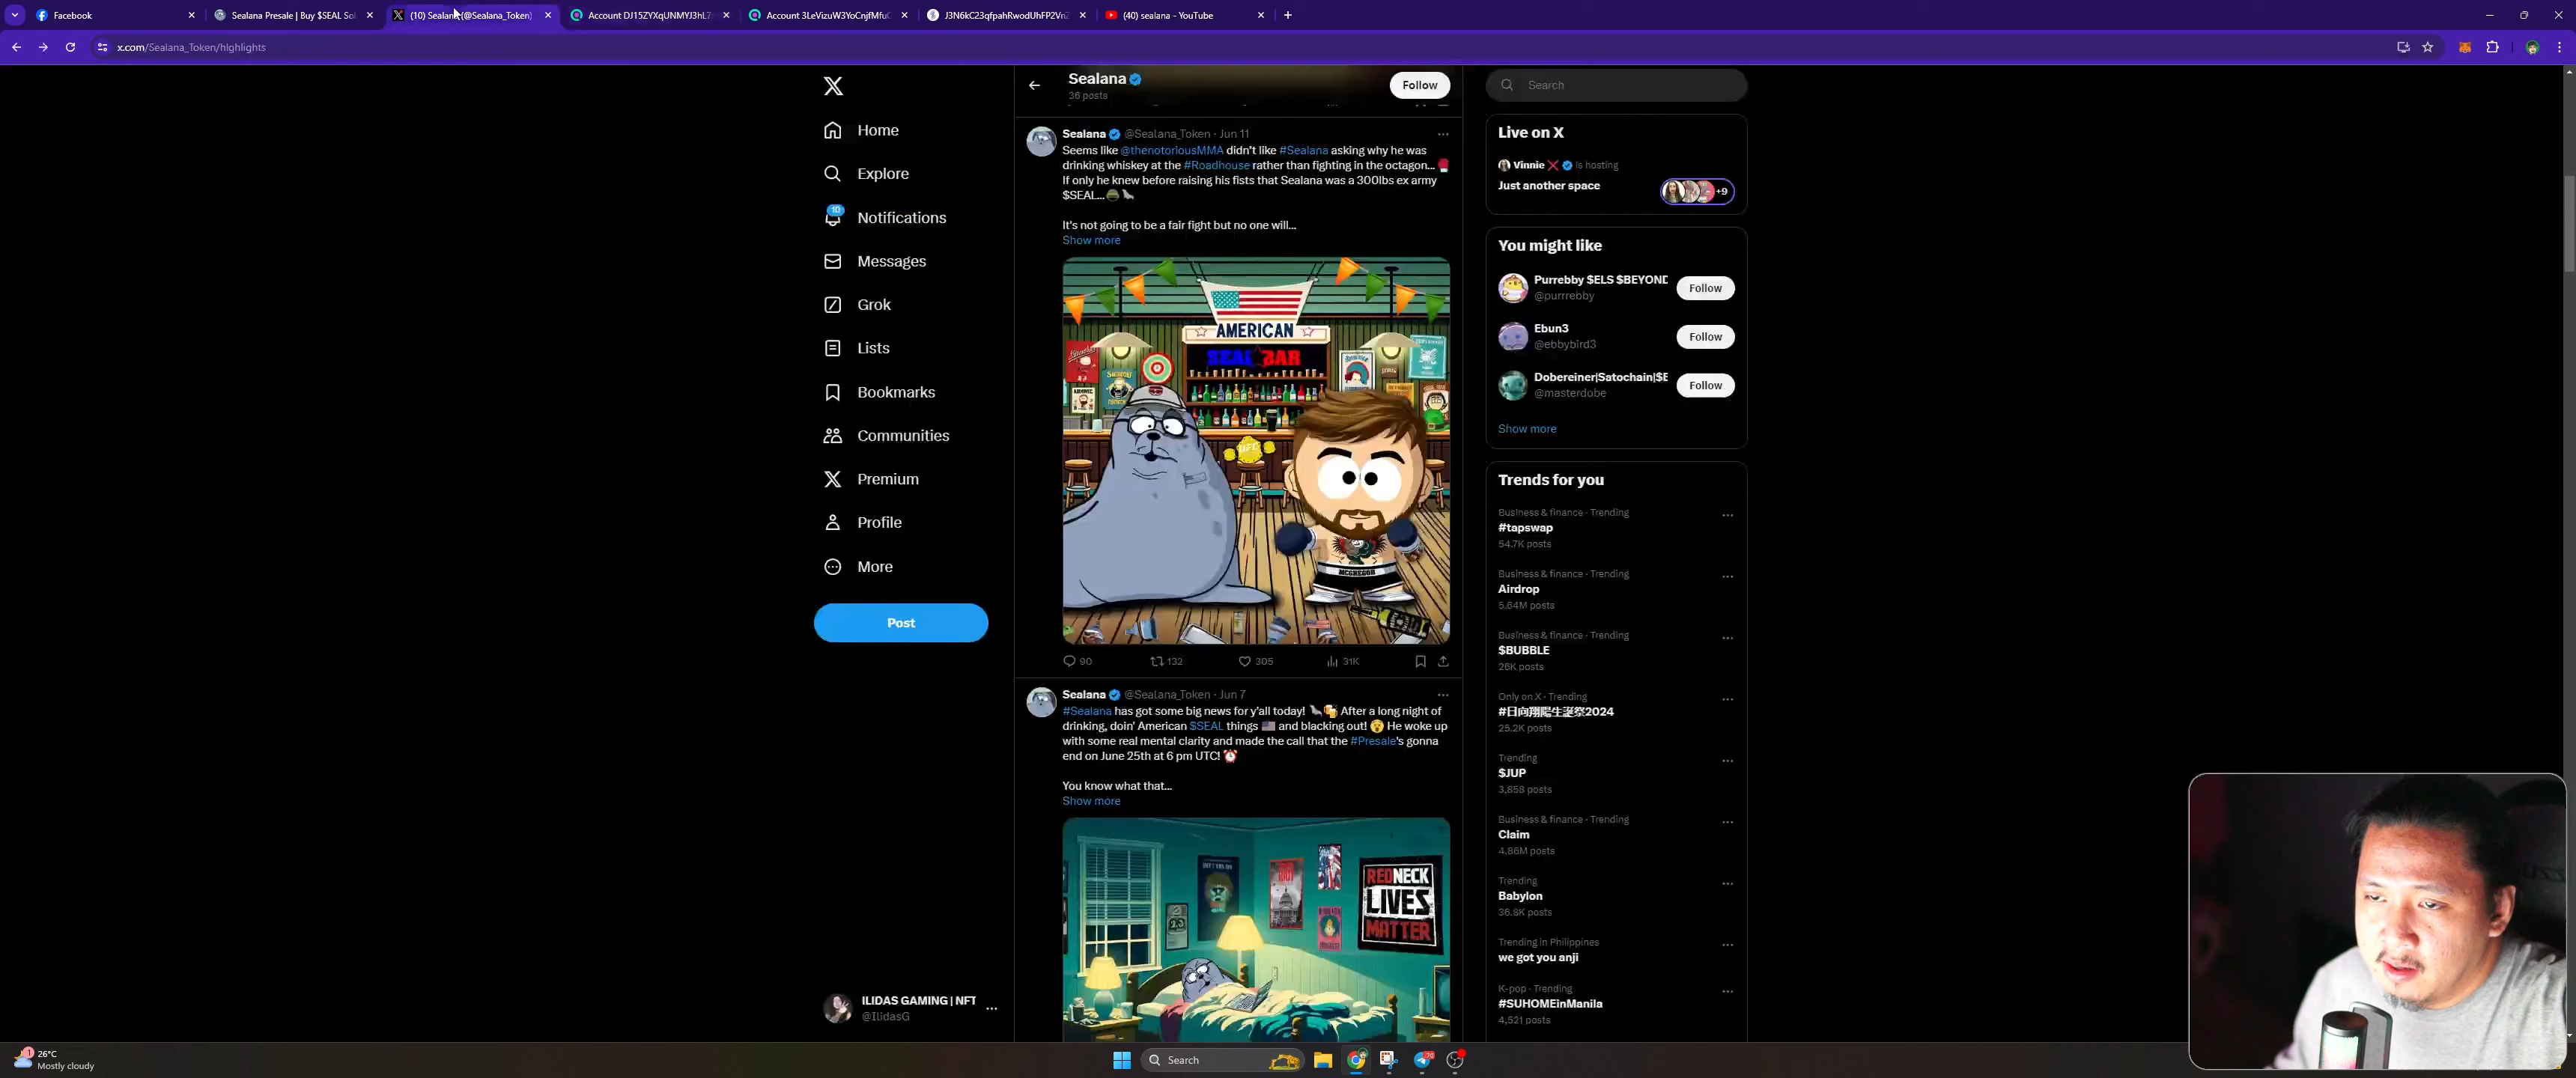 Facebook
Sealana Presale | Buy $SEAL Sol
(10) Sealana (@Sealana_Token)
Account DJ15ZYXqUNMYJ3hL7
Account 3LeVizuW3YoCnjfMfu
J3N6kC23qfpahRwodUhFP2Vn2
(40) sealana - YouTube
x.com/Sealana_Token/highlights
Home
Explore
10
Notifications
Messages
Grok
Lists
Bookmarks
Communities
Premium
Profile
More
Post
ILIDAS GAMING | NFT
@IlidasG
Sealana
36 posts
Follow
Sealana @Sealana_Token · Jun 11
Seems like @thenotoriousMMA didn't like #Sealana asking why he was
drinking whiskey at the #Roadhouse rather than fighting in the octagon...
If only he knew before raising his fists that Sealana was a 300lbs ex army
$SEAL...
It's not going to be a fair fight but no one will...
Show more
AMERICAN
SEAL BAR
UFC
MCGREGOR
90
132
305
31K
Sealana @Sealana_Token · Jun 7
#Sealana has got some big news for y'all today! After a long night of
drinking, doin' American $SEAL things and blacking out! He woke up
with some real mental clarity and made the call that the #Presale's gonna
end on June 25th at 6 pm UTC!
You know what that...
Show more
REDNECK
LIVES
MATTER
23
Search
Live on X
Vinnie is hosting
Just another space
+9
You might like
Purrebby $ELS $BEYOND
@purrrebby
Follow
Ebun3
@ebbybird3
Follow
Dobereiner|Satochain|$E
@masterdobe
Follow
Show more
Trends for you
Business & finance · Trending
#tapswap
54.7K posts
Business & finance · Trending
Airdrop
5.64M posts
Business & finance · Trending
$BUBBLE
26K posts
Only on X · Trending
#日向翔陽生誕祭2024
25.2K posts
Trending
$JUP
3,858 posts
Business & finance · Trending
Claim
4.86M posts
Trending
Babylon
36.8K posts
Trending in Philippines
we got you anji
K-pop · Trending
#SUHOMEinManila
4,521 posts
1
26°C
Mostly cloudy
Search